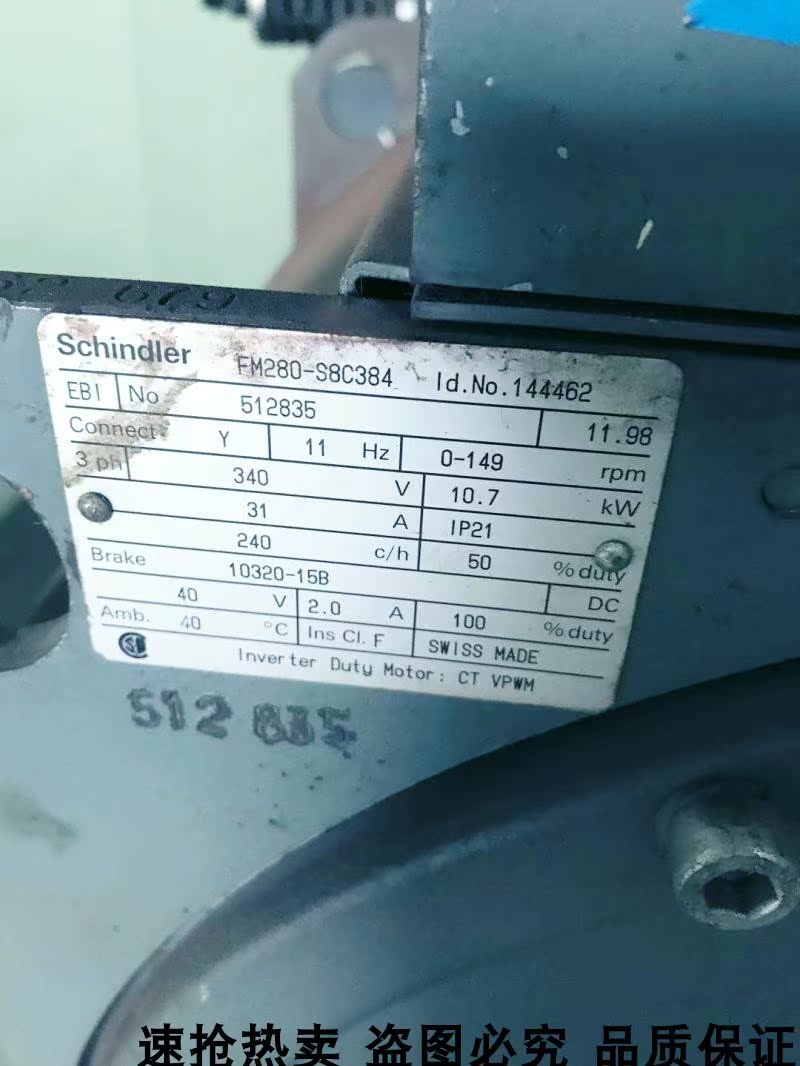 679
Schindler FM280-S8C384 Id.No.144462
EBI No 512835 11.98
Connect. Y 11 Hz 0-149 rpm
3 ph 340 V 10.7 kW
31 A IP21
240 c/h 50 %duty
Brake 10320-15B DC
40 V 2.0 A 100 %duty
Amb. 40 °C Ins Cl. F SWISS MADE
Inverter Duty Motor: CT VPWM
512 835
速抢热卖 盗图必究 品质保证